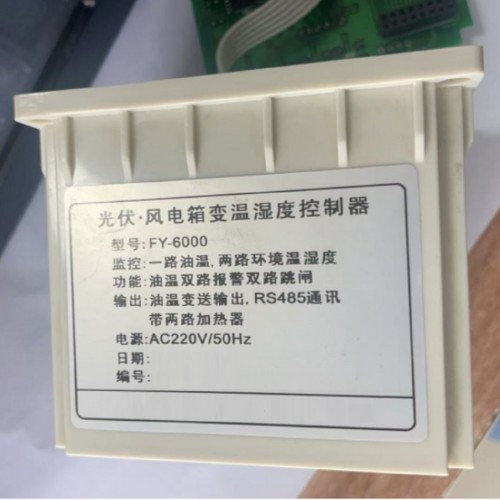 光伏·风电箱变温湿度控制器
型号:FY-6000
监控:一路油温,两路环境温湿度
功能:油温双路报警双路跳闸
输出:油温变送输出,RS485通讯
带两路加热器
电源:AC220V/50Hz
日期:
编号: